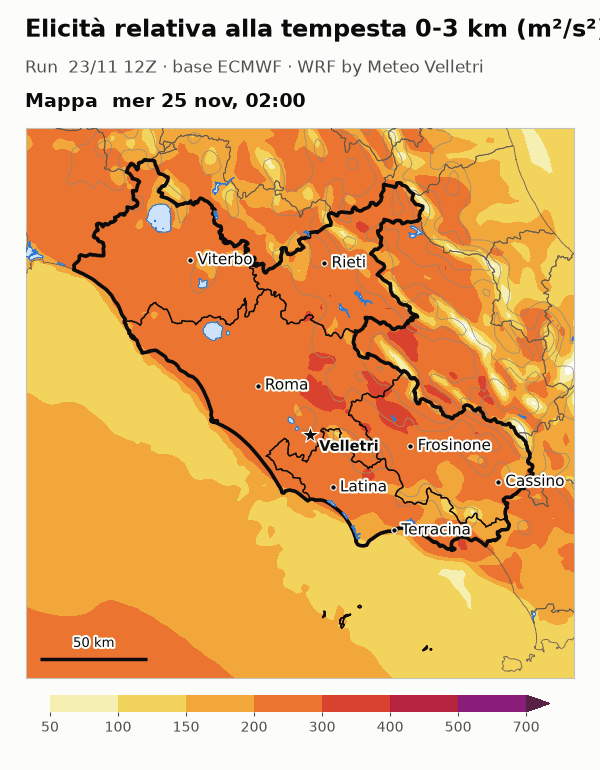 Elicità relativa alla tempesta 0-3 km (m²/s²)
Run 23/11 12Z · base ECMWF · WRF by Meteo Velletri
Mappa mer 25 nov, 02:00
Viterbo
Rieti
Roma
Velletri
Frosinone
Latina
Cassino
Terracina
50 km
50 100 150 200 300 400 500 700